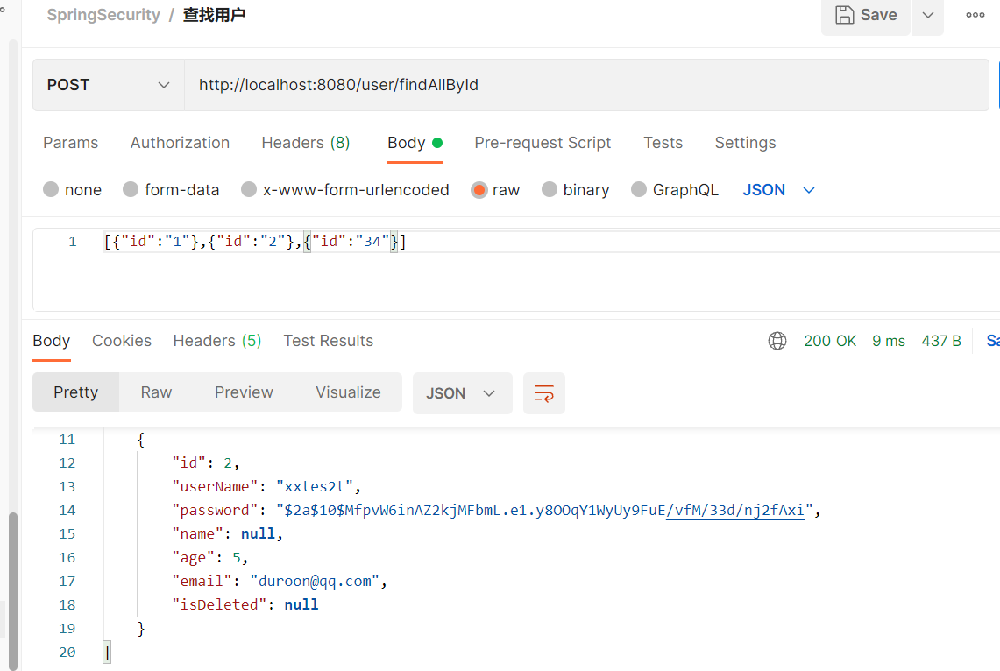 SpringSecurity / 查找用户 Save
POST http://localhost:8080/user/findAllById
Params Authorization Headers (8) Body Pre-request Script Tests Settings
none form-data x-www-form-urlencoded raw binary GraphQL JSON
1 [{"id":"1"},{"id":"2"},{"id":"34"}]
Body Cookies Headers (5) Test Results 200 OK 9 ms 437 B Sa
Pretty Raw Preview Visualize JSON
11 {
12 "id": 2,
13 "userName": "xxtes2t",
14 "password": "$2a$10$MfpvW6inAZ2kjMFbmL.e1.y8OOqY1WyUy9FuE/vfM/33d/nj2fAxi",
15 "name": null,
16 "age": 5,
17 "email": "duroon@qq.com",
18 "isDeleted": null
19 }
20 ]